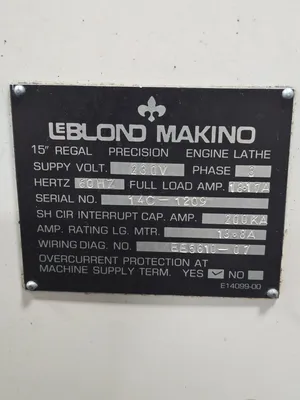 LEBLOND MAKINO
15" REGAL PRECISION ENGINE LATHE
SUPPY VOLT. 230V PHASE 3
HERTZ 60HZ FULL LOAD AMP.
SERIAL NO. 14C-1209
SH CIR INTERRUPT CAP. AMP. 200KA
AMP. RATING LG. MTR.
WIRING DIAG. NO.
OVERCURRENT PROTECTION AT
MACHINE SUPPLY TERM. YES NO
E14099-00